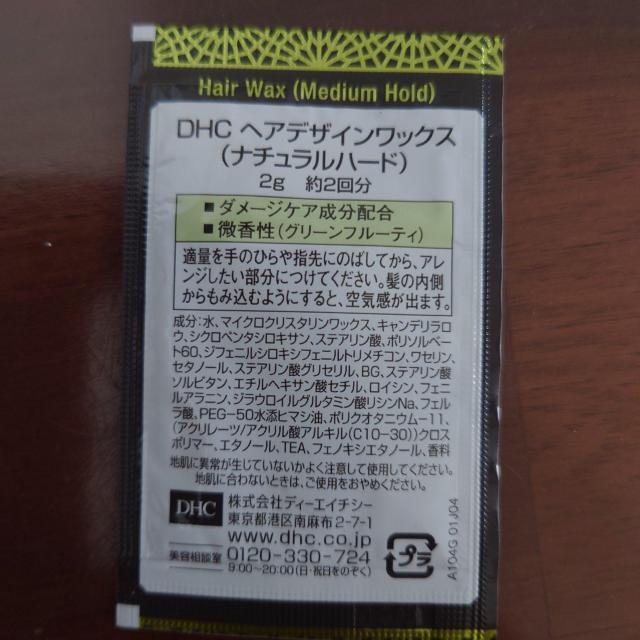 Hair Wax (Medium Hold)
DHC ヘアデザインワックス
(ナチュラルハード)
2g 約2回分
■ ダメージケア成分配合
■ 微香性(グリーンフルーティ)
適量を手のひらや指先にのばしてから、アレ
ンジしたい部分につけてください。髪の内側
からもみ込むようにすると、空気感が出ます。
成分:水、マイクロクリスタリンワックス、キャンデリラロ
ウ、シクロペンタシロキサン、ステアリン酸、ポリソルベー
ト60、ジフェニルシロキシフェニルトリメチコン、ワセリン、
セタノール、ステアリン酸グリセリル、BG、ステアリン酸
ソルビタン、エチルヘキサン酸セチル、ロイシン、フェニ
ルアラニン、ジラウロイルグルタミン酸リシンNa、フェル
ラ酸、PEG-50水添ヒマシ油、ポリクオタニウム-11、
(アクリレーツ/アクリル酸アルキル(C10-30))クロス
ポリマー、エタノール、TEA、フェノキシエタノール、香料
地肌に異常が生じていないかよく注意して使用してください。
地肌に合わないときは、ご使用をおやめください。
DHC 株式会社ディーエイチシー
東京都港区南麻布2-7-1
www.dhc.co.jp
美容相談室 0120-330-724
9:00~20:00(日・祝日をのぞく)
プラ
A104G 01J04